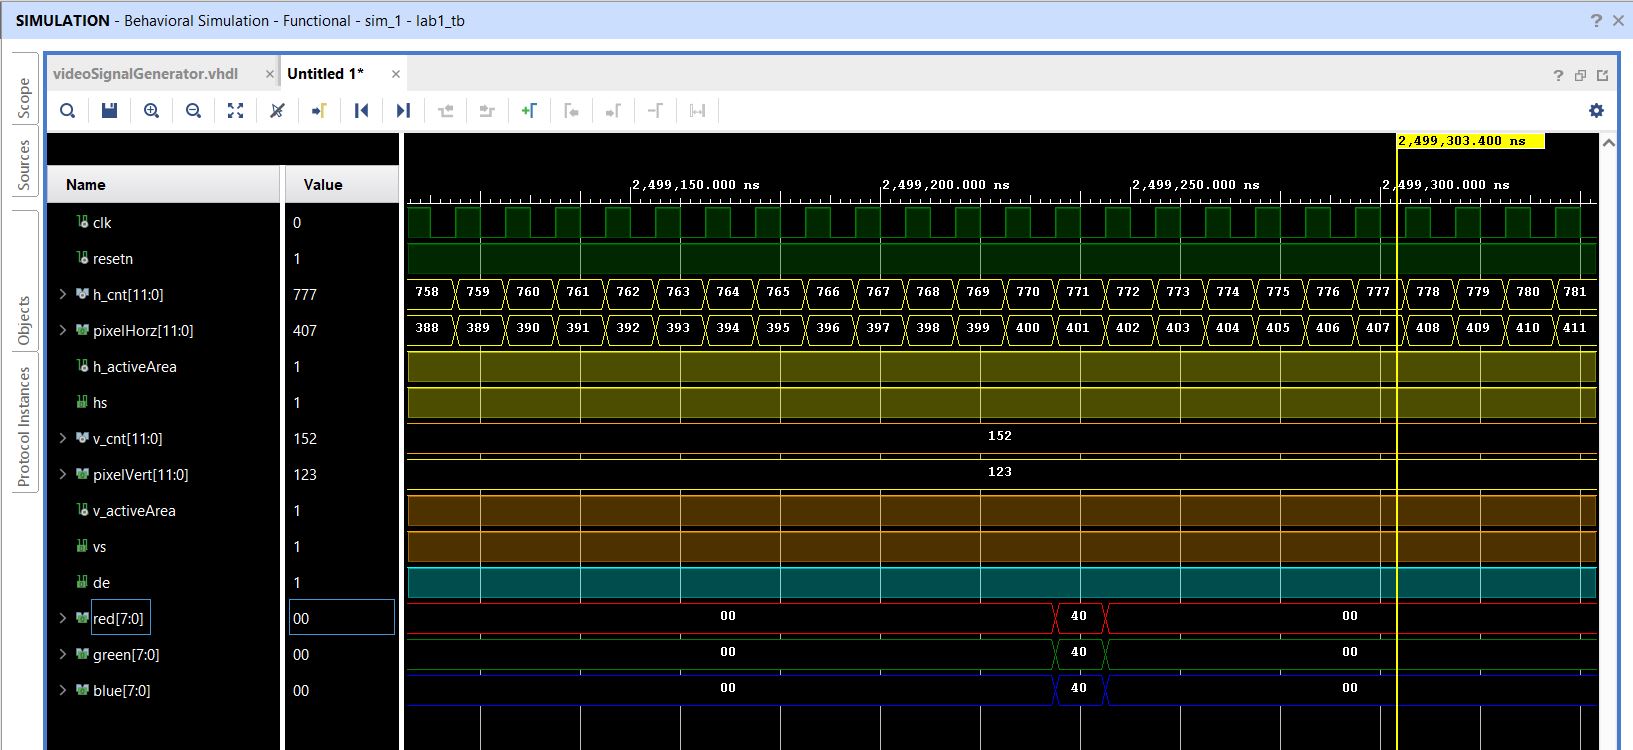 SIMULATION - Behavioral Simulation - Functional - sim_1 - lab1_tb
Scope
Sources
Objects
Protocol Instances
videoSignalGenerator.vhdl
Untitled 1*
2,499,303.400 ns
Name Value
2,499,150.000 ns 2,499,200.000 ns 2,499,250.000 ns 2,499,300.000 ns
clk 0
resetn 1
h_cnt[11:0] 777 758 759 760 761 762 763 764 765 766 767 768 769 770 771 772 773 774 775 776 777 778 779 780 781
pixelHorz[11:0] 407 388 389 390 391 392 393 394 395 396 397 398 399 400 401 402 403 404 405 406 407 408 409 410 411
h_activeArea 1
hs 1
v_cnt[11:0] 152 152
pixelVert[11:0] 123 123
v_activeArea 1
vs 1
de 1
red[7:0] 00 00 40 00
green[7:0] 00 00 40 00
blue[7:0] 00 00 40 00